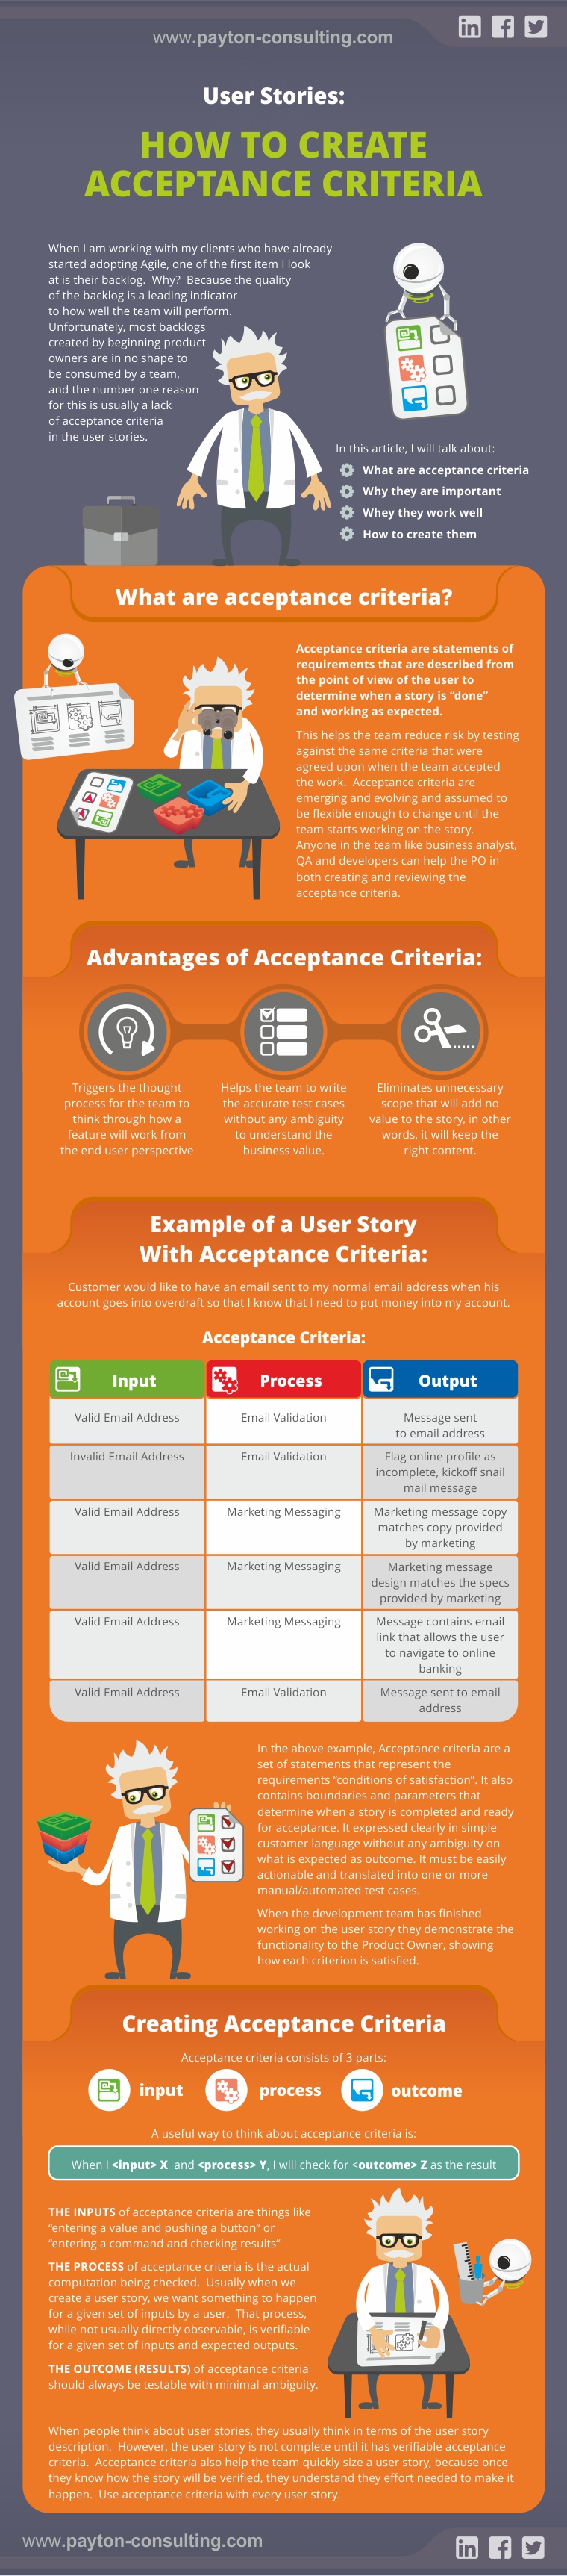 www.payton-consulting.com
User Stories:
HOW TO CREATE
ACCEPTANCE CRITERIA
When I am working with my clients who have already
started adopting Agile, one of the first item I look
at is their backlog. Why? Because the quality
of the backlog is a leading indicator
to how well the team will perform.
Unfortunately, most backlogs
created by beginning product
owners are in no shape to
be consumed by a team,
and the number one reason
for this is usually a lack
of acceptance criteria
in the user stories.
In this article, I will talk about:
What are acceptance criteria
Why they are important
Whey they work well
How to create them
What are acceptance criteria?
Acceptance criteria are statements of
requirements that are described from
the point of view of the user to
determine when a story is “done”
and working as expected.
This helps the team reduce risk by testing
against the same criteria that were
agreed upon when the team accepted
the work. Acceptance criteria are
emerging and evolving and assumed to
be flexible enough to change until the
team starts working on the story.
Anyone in the team like business analyst,
QA and developers can help the PO in
both creating and reviewing the
acceptance criteria.
Advantages of Acceptance Criteria:
Triggers the thought
process for the team to
think through how a
feature will work from
the end user perspective
Helps the team to write
the accurate test cases
without any ambiguity
to understand the
business value.
Eliminates unnecessary
scope that will add no
value to the story, in other
words, it will keep the
right content.
Example of a User Story
With Acceptance Criteria:
Customer would like to have an email sent to my normal email address when his
account goes into overdraft so that I know that I need to put money into my account.
Acceptance Criteria:
Input Process Output
Valid Email Address Email Validation Message sent
to email address
Invalid Email Address Email Validation Flag online profile as
incomplete, kickoff snail
mail message
Valid Email Address Marketing Messaging Marketing message copy
matches copy provided
by marketing
Valid Email Address Marketing Messaging Marketing message
design matches the specs
provided by marketing
Valid Email Address Marketing Messaging Message contains email
link that allows the user
to navigate to online
banking
Valid Email Address Email Validation Message sent to email
address
In the above example, Acceptance criteria are a
set of statements that represent the
requirements “conditions of satisfaction”. It also
contains boundaries and parameters that
determine when a story is completed and ready
for acceptance. It expressed clearly in simple
customer language without any ambiguity on
what is expected as outcome. It must be easily
actionable and translated into one or more
manual/automated test cases.
When the development team has finished
working on the user story they demonstrate the
functionality to the Product Owner, showing
how each criterion is satisfied.
Creating Acceptance Criteria
Acceptance criteria consists of 3 parts:
input process outcome
A useful way to think about acceptance criteria is:
When I <input> X and <process> Y, I will check for <outcome> Z as the result
THE INPUTS of acceptance criteria are things like
“entering a value and pushing a button” or
“entering a command and checking results”
THE PROCESS of acceptance criteria is the actual
computation being checked. Usually when we
create a user story, we want something to happen
for a given set of inputs by a user. That process,
while not usually directly observable, is verifiable
for a given set of inputs and expected outputs.
THE OUTCOME (RESULTS) of acceptance criteria
should always be testable with minimal ambiguity.
When people think about user stories, they usually think in terms of the user story
description. However, the user story is not complete until it has verifiable acceptance
criteria. Acceptance criteria also help the team quickly size a user story, because once
they know how the story will be verified, they understand they effort needed to make it
happen. Use acceptance criteria with every user story.
www.payton-consulting.com